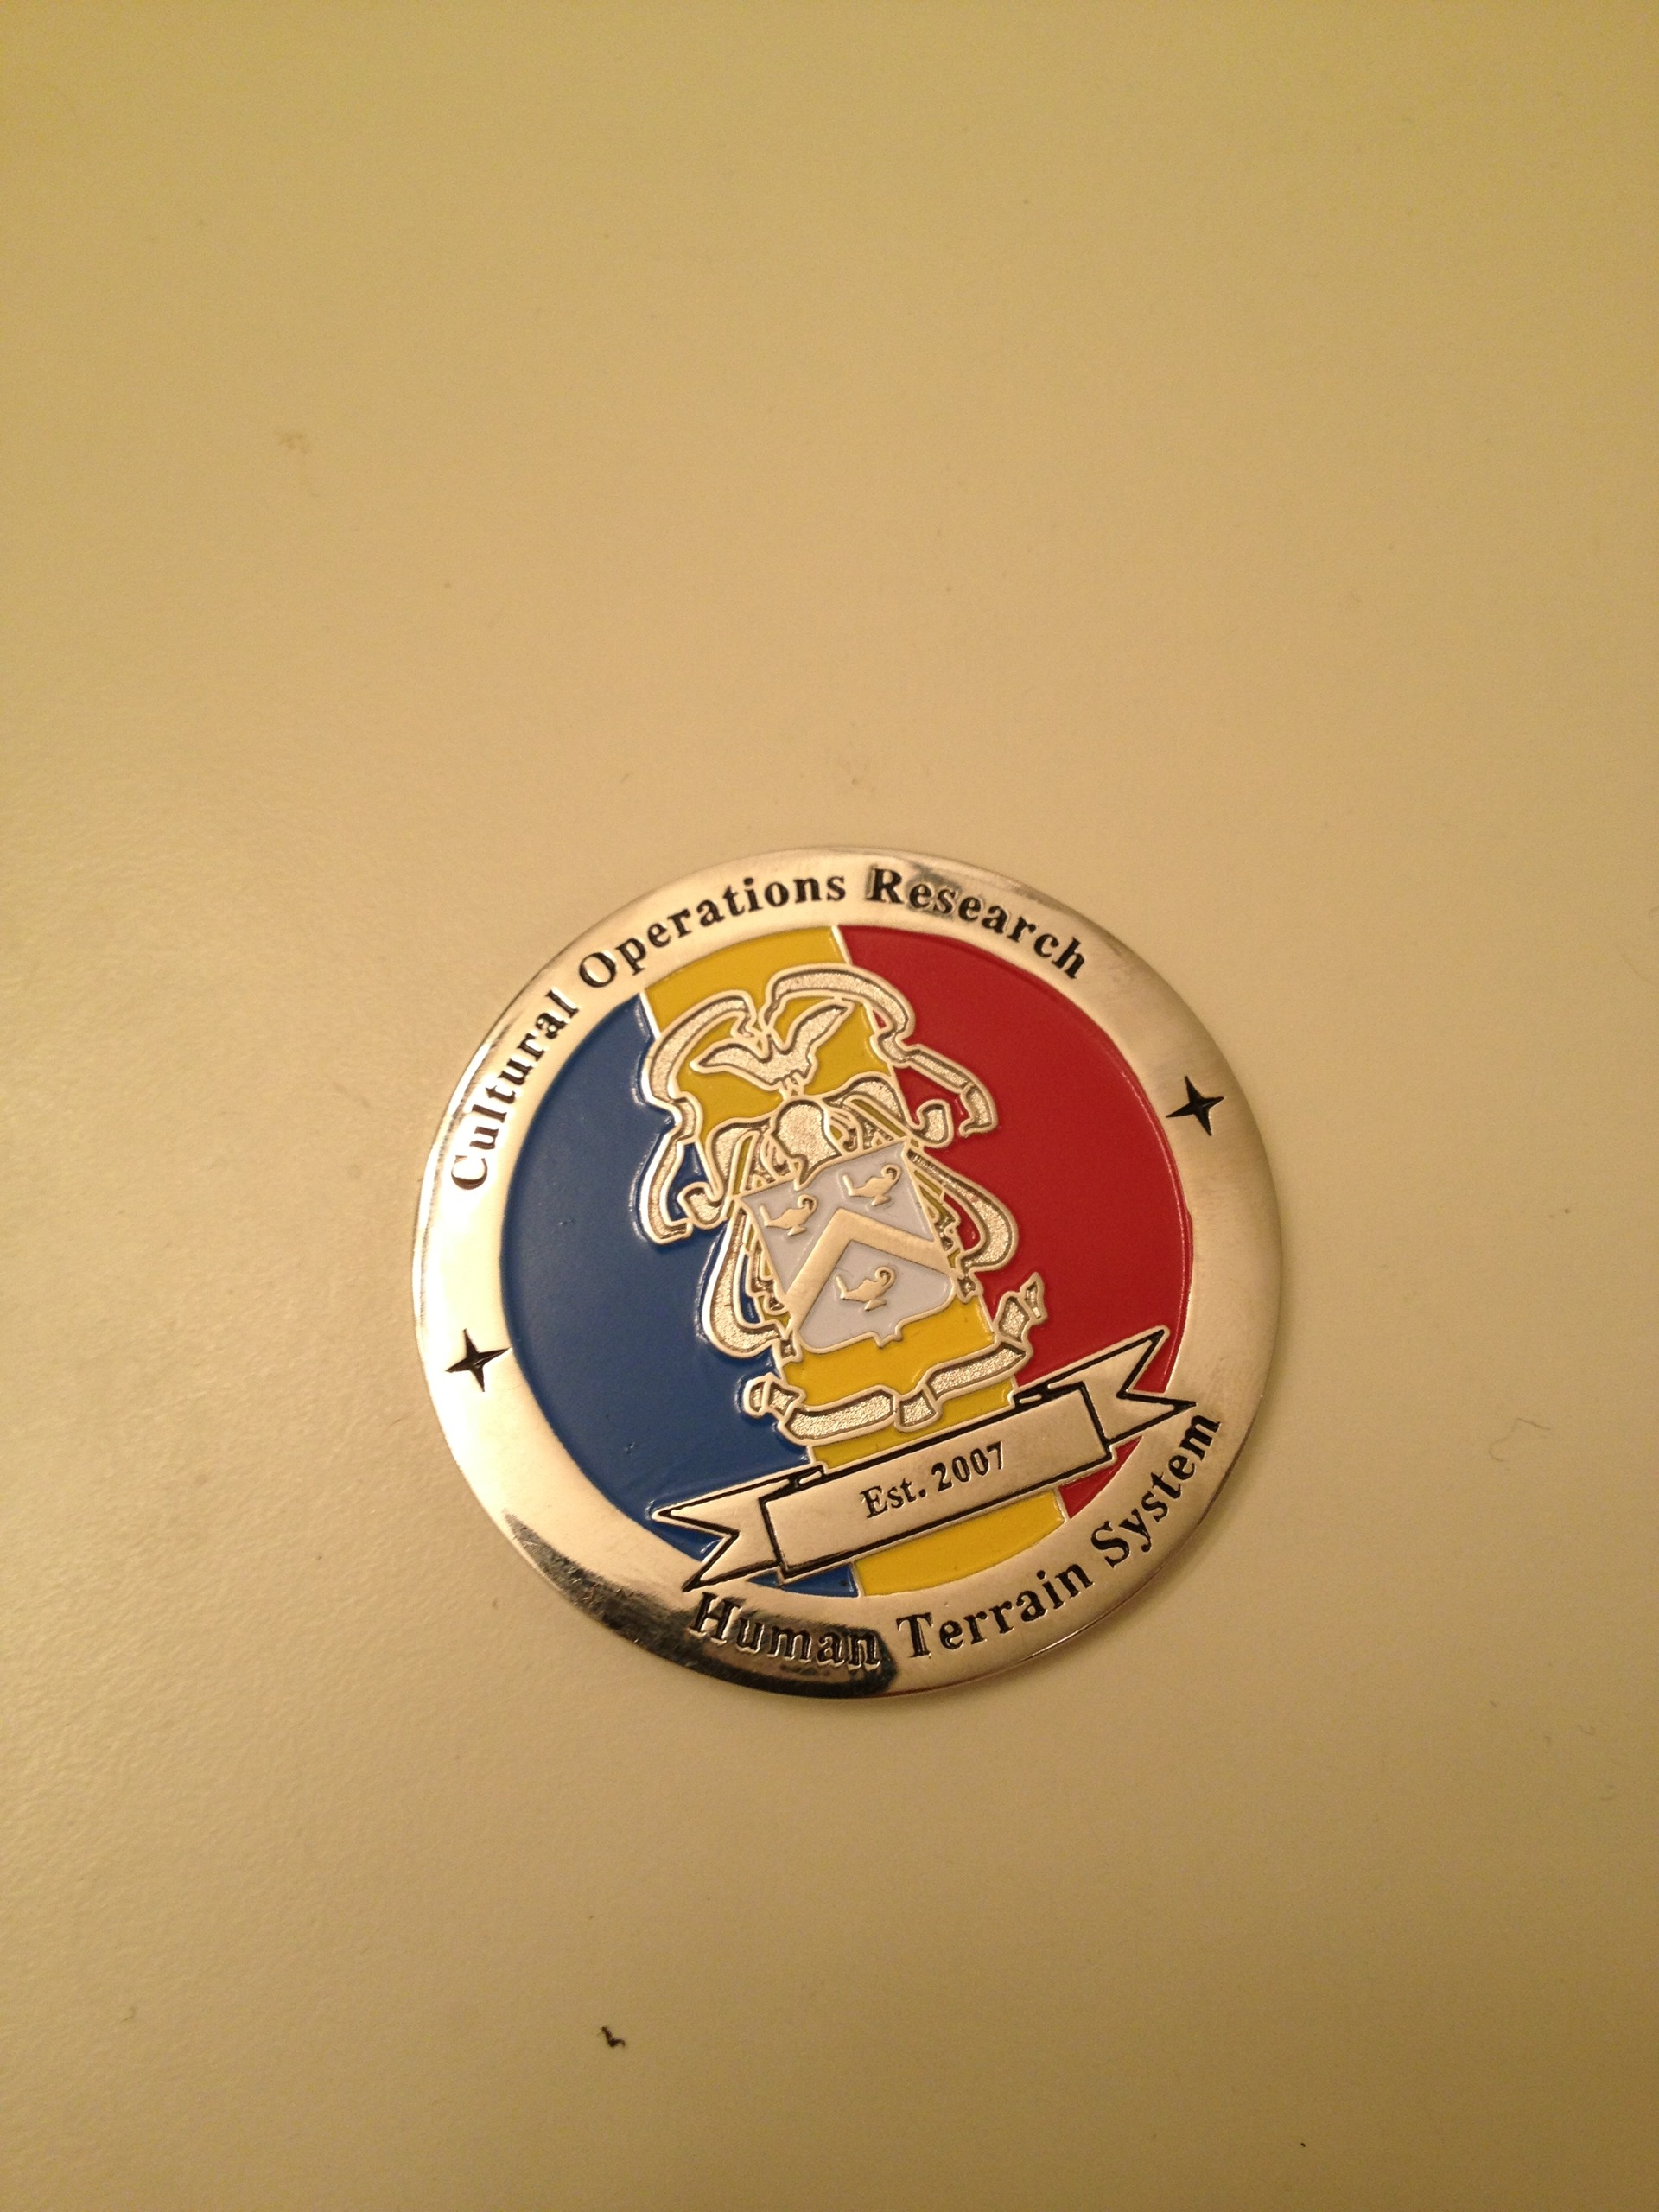 Cultural Operations Research
Est. 2007
Human Terrain System